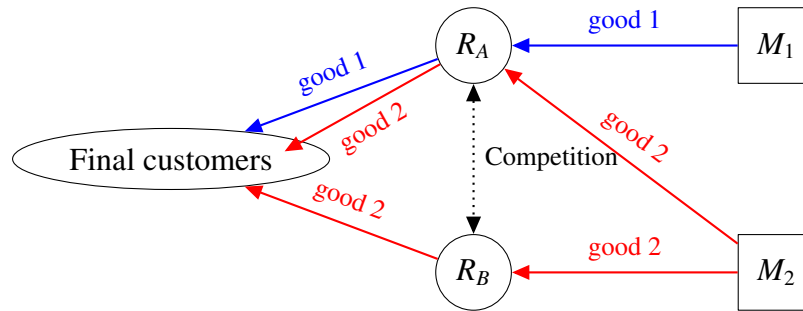 good 1
R_A
M_1
good 1
good 2
Final customers
good 2
Competition
good 2
good 2
R_B
M_2